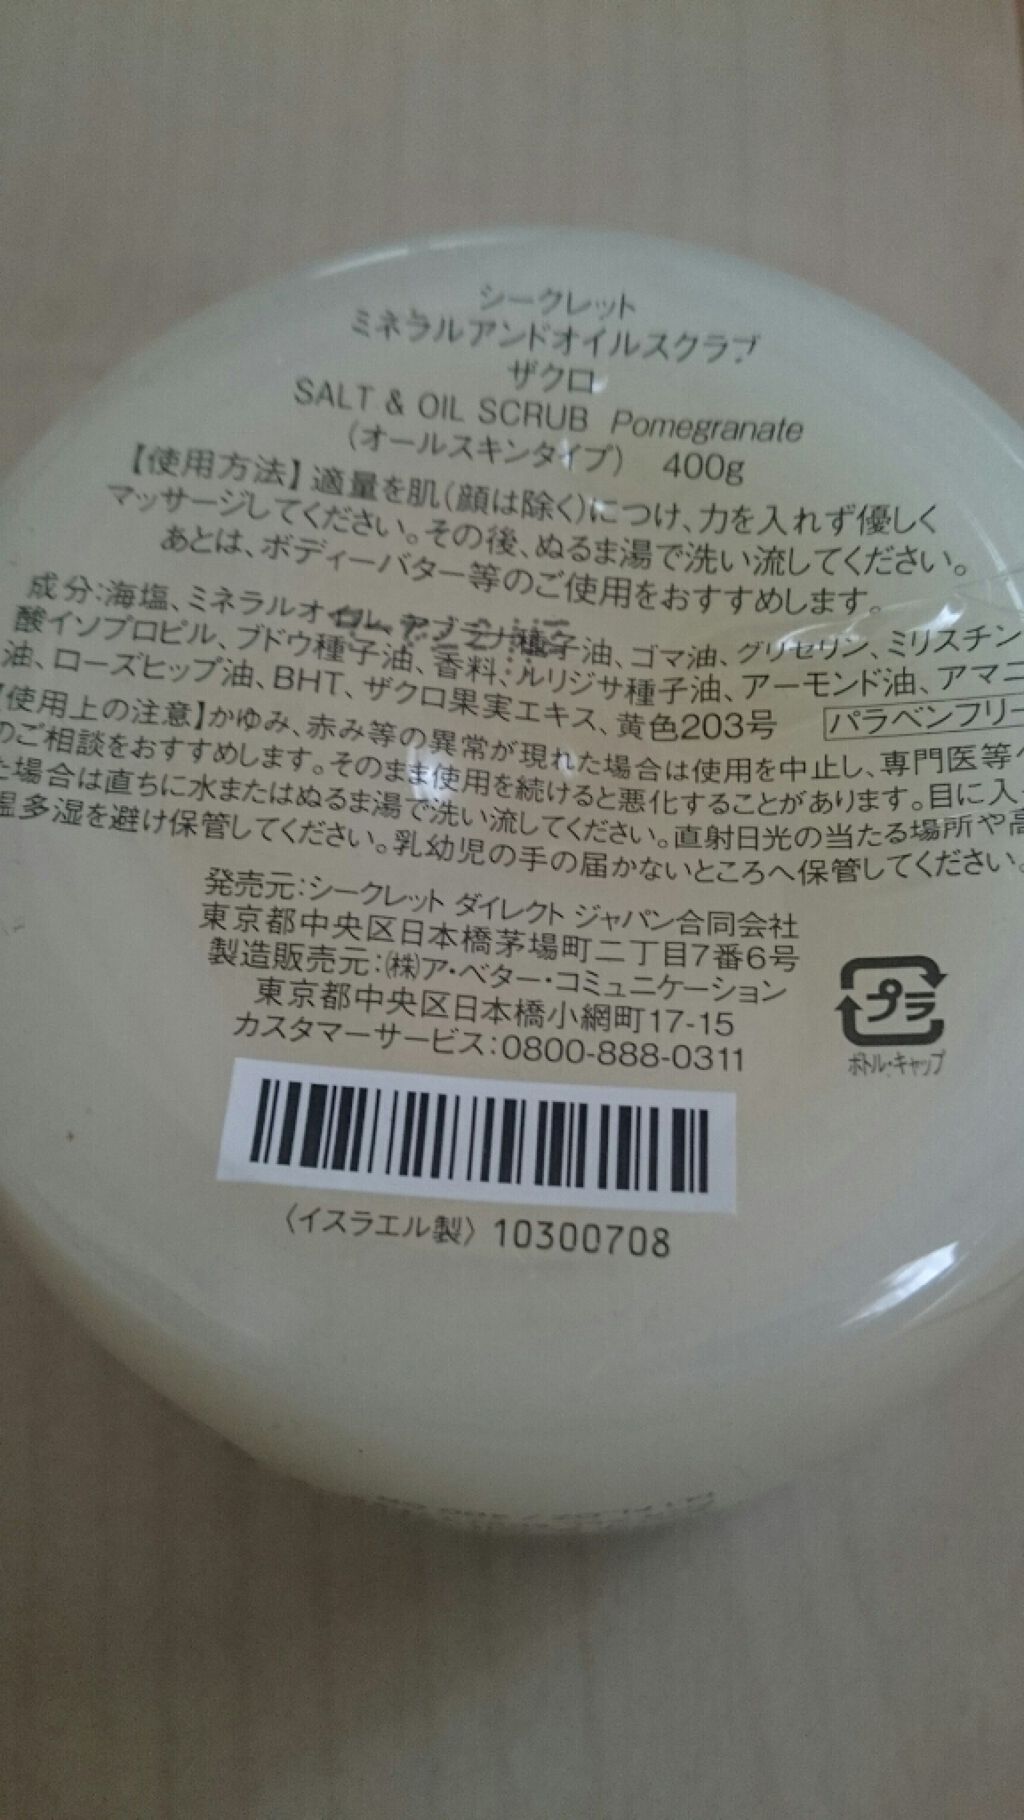 シークレット
ミネラルアンドオイルスクラブ
ザクロ
SALT & OIL SCRUB Pomegranate
(オールスキンタイプ) 400g
【使用方法】適量を肌(顔は除く)につけ、力を入れず優しく
マッサージしてください。その後、ぬるま湯で洗い流してください。
あとは、ボディーバター等のご使用をおすすめします。
成分:海塩、ミネラルオイル、アブラナ種子油、ゴマ油、グリセリン、ミリスチン
酸イソプロピル、ブドウ種子油、香料、ルリジサ種子油、アーモンド油、アマニ
油、ローズヒップ油、BHT、ザクロ果実エキス、黄色203号 パラベンフリー
【使用上の注意】かゆみ、赤み等の異常が現れた場合は使用を中止し、専門医等へ
のご相談をおすすめします。そのまま使用を続けると悪化することがあります。目に入っ
た場合は直ちに水またはぬるま湯で洗い流してください。直射日光の当たる場所や高
温多湿を避け保管してください。乳幼児の手の届かないところへ保管してください。
発売元:シークレット ダイレクト ジャパン合同会社
東京都中央区日本橋茅場町二丁目7番6号
製造販売元:(株)ア・ベター・コミュニケーション
東京都中央区日本橋小網町17-15
カスタマーサービス:0800-888-0311
プラ
ボトル・キャップ
〈イスラエル製〉 10300708